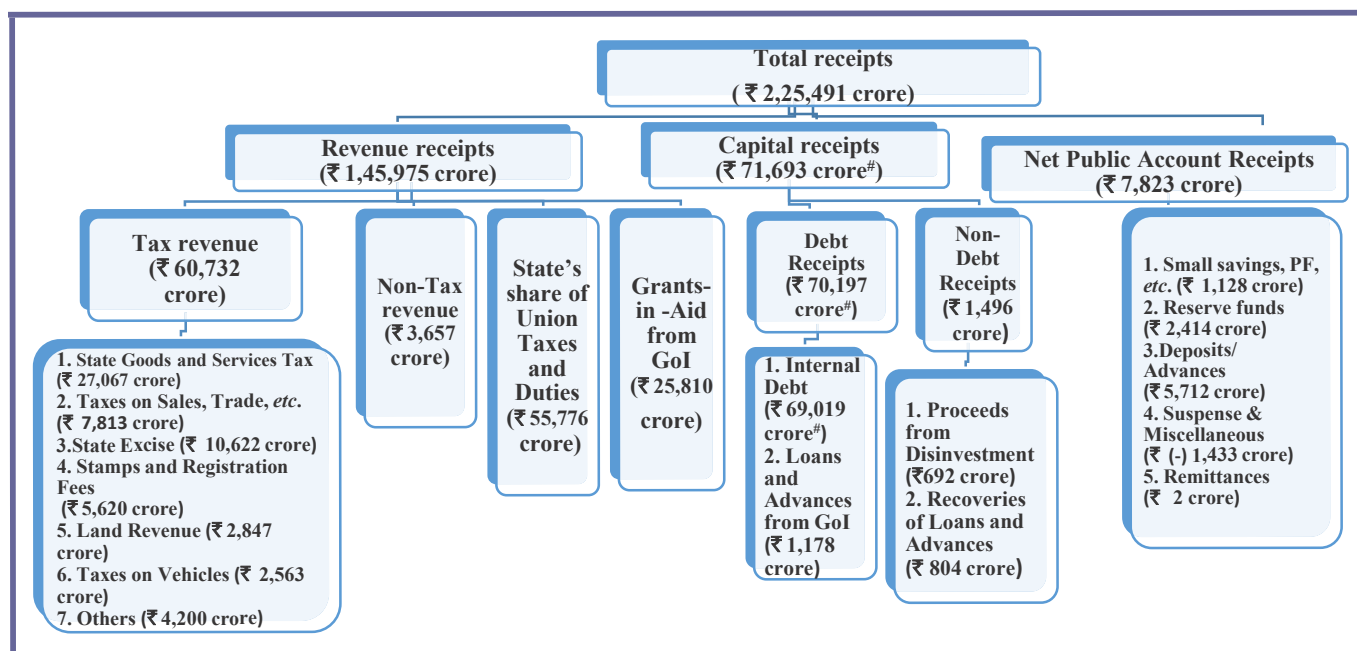 Total receipts
( ₹ 2,25,491 crore)
Revenue receipts
(₹ 1,45,975 crore)
Capital receipts
(₹ 71,693 crore#)
Net Public Account Receipts
(₹ 7,823 crore)
Tax revenue
(₹ 60,732
crore)
Non-Tax
revenue
(₹ 3,657
crore)
State's
share of
Union
Taxes
and
Duties
(₹ 55,776
crore)
Grants-
in -Aid
from
GoI
(₹ 25,810
crore)
Debt
Receipts
(₹ 70,197
crore#)
Non-
Debt
Receipts
(₹ 1,496
crore)
1. State Goods and Services Tax
(₹ 27,067 crore)
2. Taxes on Sales, Trade, etc.
(₹ 7,813 crore)
3.State Excise (₹ 10,622 crore)
4. Stamps and Registration
Fees
(₹ 5,620 crore)
5. Land Revenue (₹ 2,847
crore)
6. Taxes on Vehicles (₹ 2,563
crore)
7. Others (₹ 4,200 crore)
1. Internal
Debt
(₹ 69,019
crore#)
2. Loans
and
Advances
from GoI
(₹ 1,178
crore)
1. Proceeds
from
Disinvestment
(₹692 crore)
2. Recoveries
of Loans and
Advances
(₹ 804 crore)
1. Small savings, PF,
etc. (₹ 1,128 crore)
2. Reserve funds
(₹ 2,414 crore)
3.Deposits/
Advances
(₹ 5,712 crore)
4. Suspense &
Miscellaneous
(₹ (-) 1,433 crore)
5. Remittances
(₹ 2 crore)